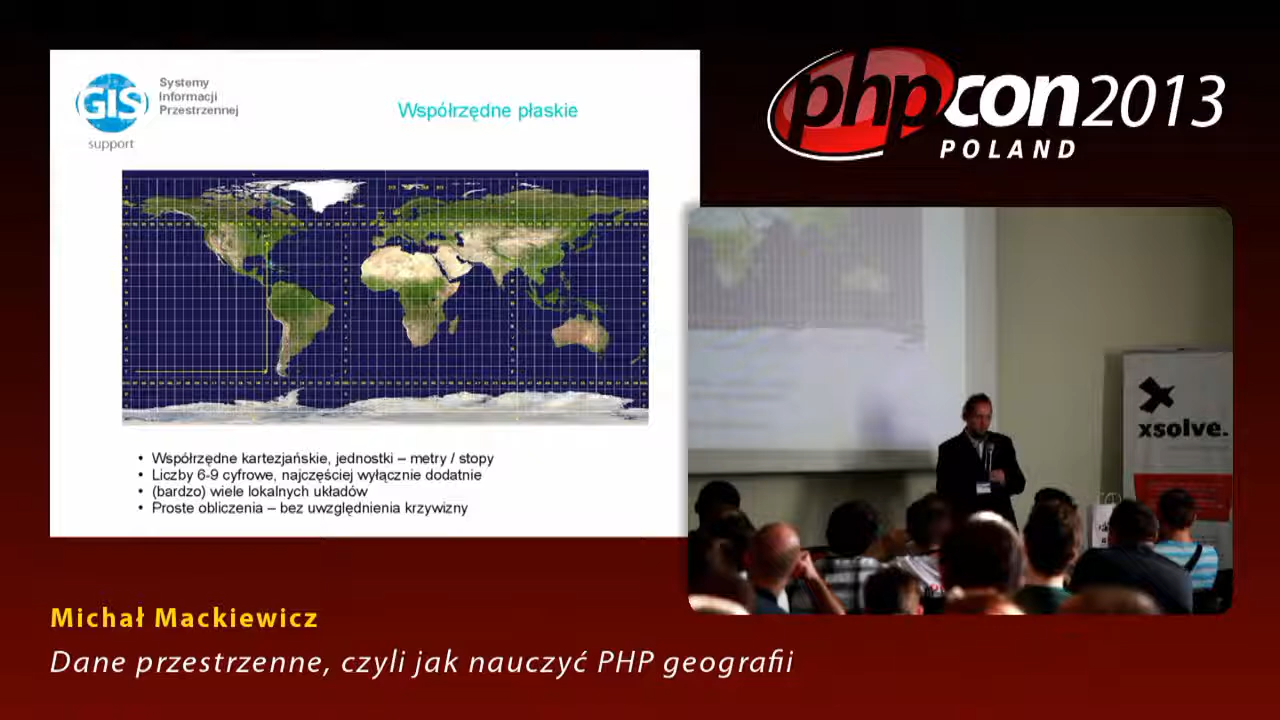 GIS
Systemy
Informacji
Przestrzennej
support
Współrzędne płaskie
• Współrzędne kartezjańskie, jednostki – metry / stopy
• Liczby 6-9 cyfrowe, najczęściej wyłącznie dodatnie
• (bardzo) wiele lokalnych układów
• Proste obliczenia – bez uwzględnienia krzywizny
phpcon2013
POLAND
xsolve.
Michał Mackiewicz
Dane przestrzenne, czyli jak nauczyć PHP geografii